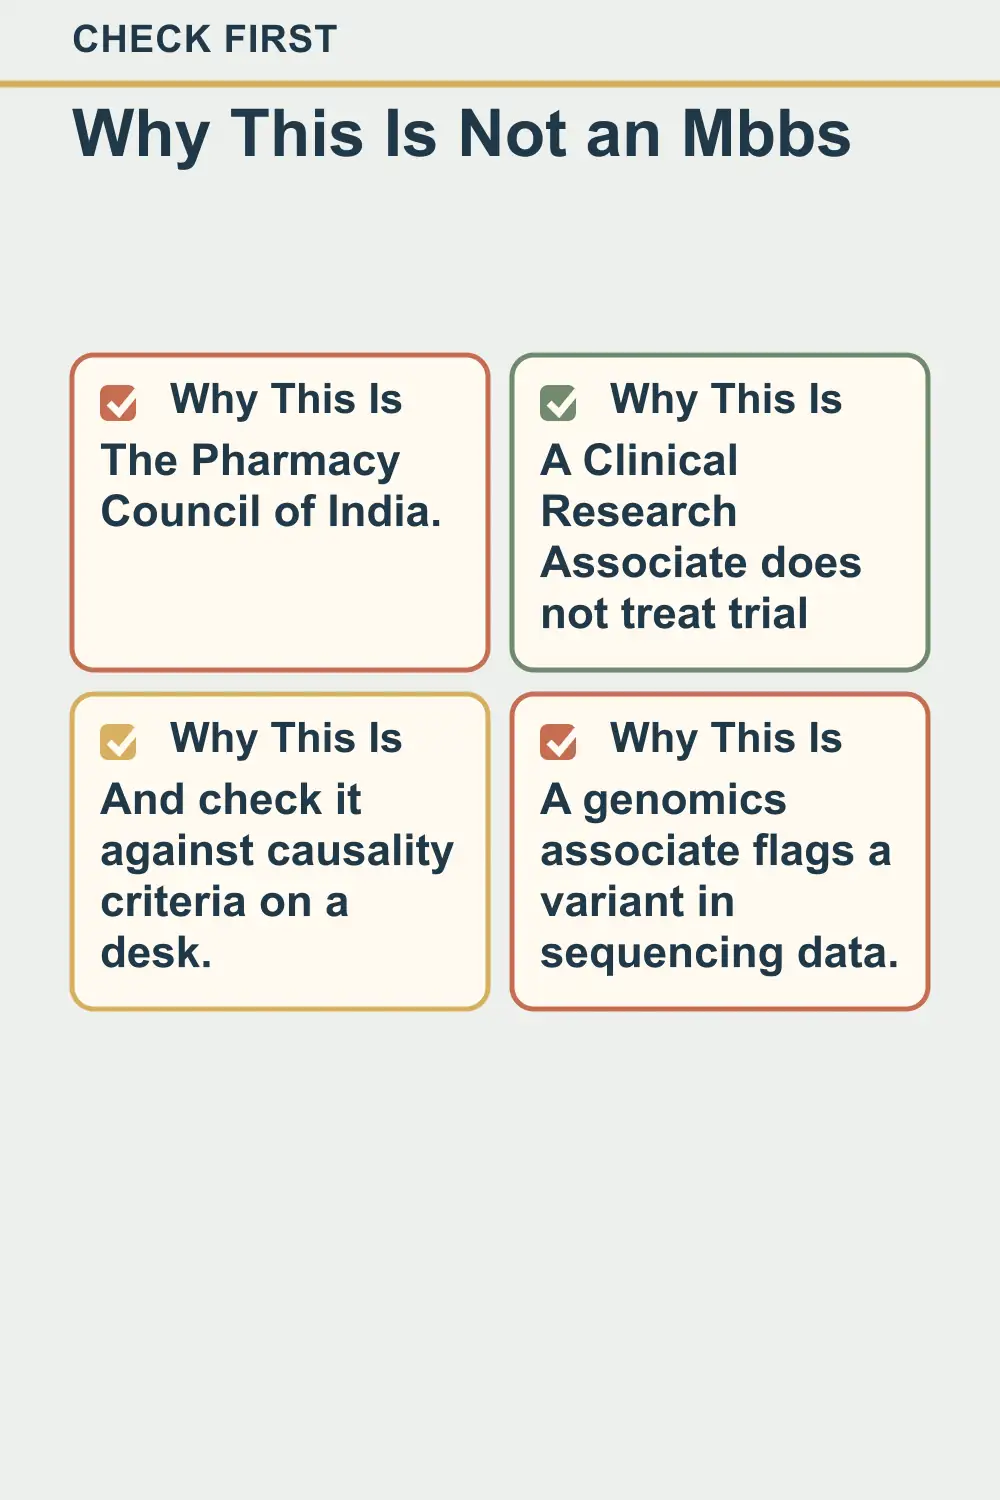 CHECK FIRST
Why This Is Not an Mbbs
Why This Is
The Pharmacy
Council of India.
Why This Is
A Clinical
Research
Associate does
not treat trial
Why This Is
And check it
against causality
criteria on a
desk.
Why This Is
A genomics
associate flags a
variant in
sequencing data.